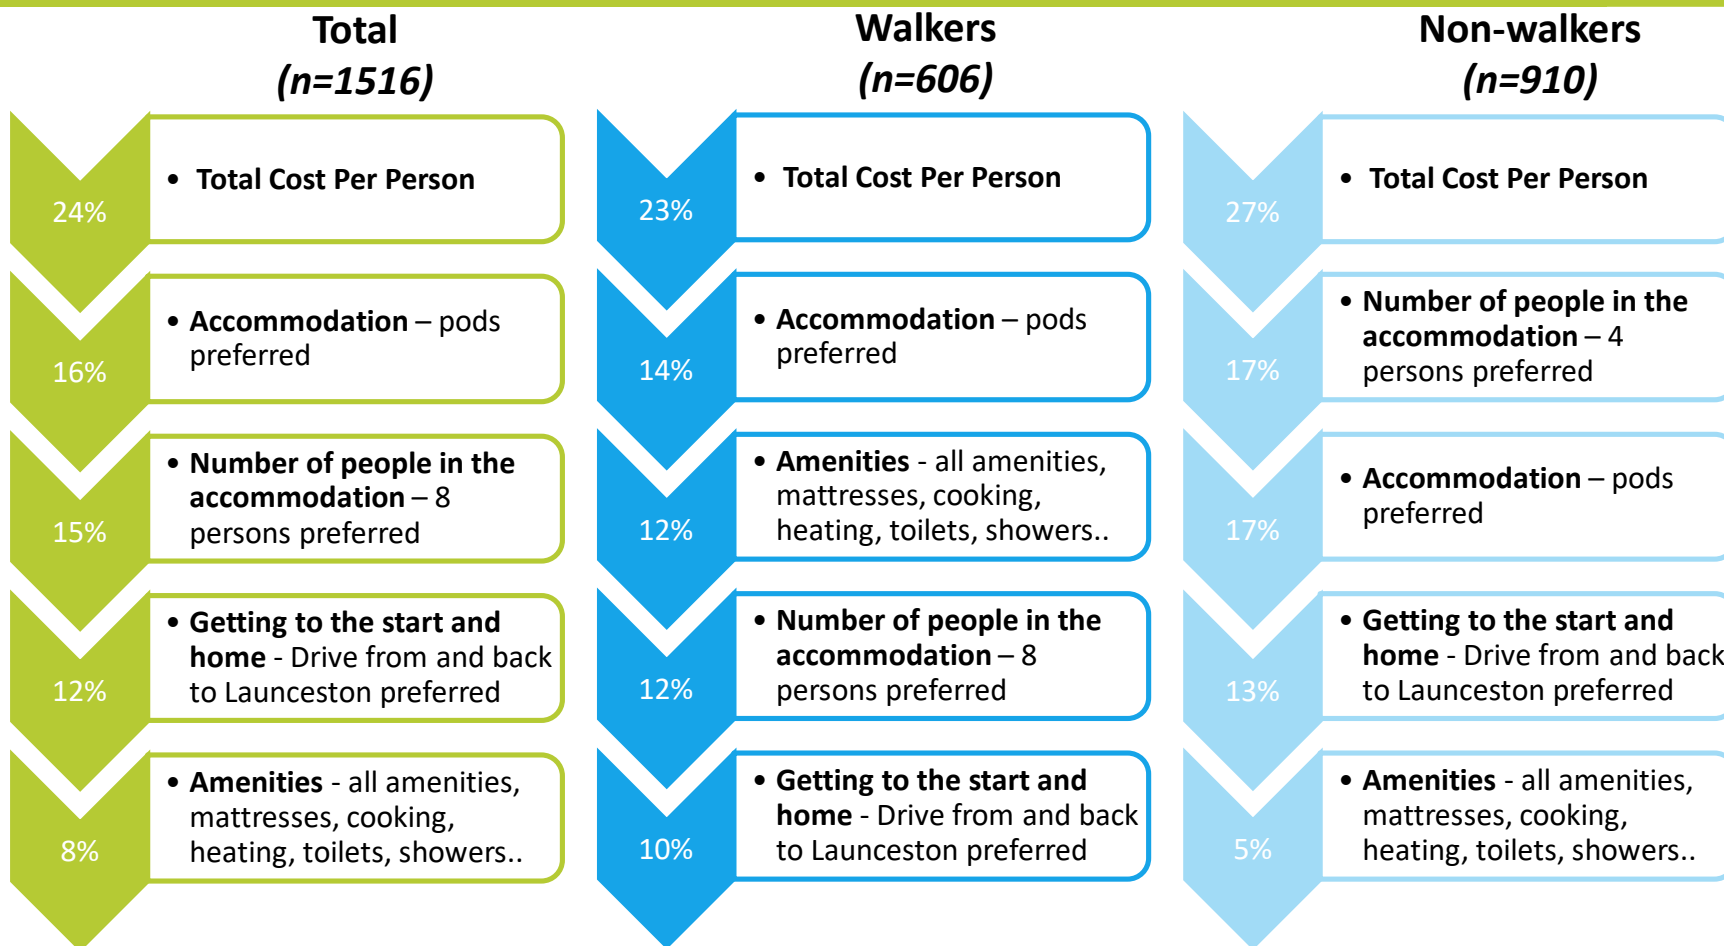 Total
(n=1516)
24%
• Total Cost Per Person
16%
• Accommodation – pods
preferred
15%
• Number of people in the
accommodation – 8
persons preferred
12%
• Getting to the start and
home - Drive from and back
to Launceston preferred
8%
• Amenities - all amenities,
mattresses, cooking,
heating, toilets, showers..
Walkers
(n=606)
23%
• Total Cost Per Person
14%
• Accommodation – pods
preferred
12%
• Amenities - all amenities,
mattresses, cooking,
heating, toilets, showers..
12%
• Number of people in the
accommodation – 8
persons preferred
10%
• Getting to the start and
home - Drive from and back
to Launceston preferred
Non-walkers
(n=910)
27%
• Total Cost Per Person
17%
• Number of people in the
accommodation – 4
persons preferred
17%
• Accommodation – pods
preferred
13%
• Getting to the start and
home - Drive from and back
to Launceston preferred
5%
• Amenities - all amenities,
mattresses, cooking,
heating, toilets, showers..